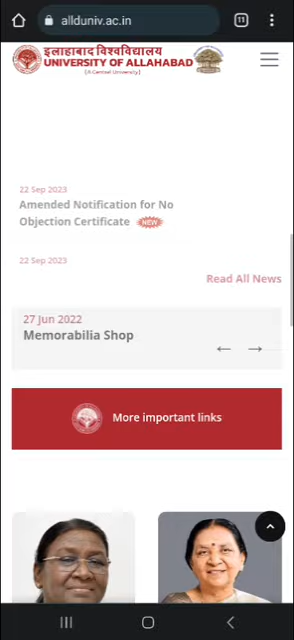 allduniv.ac.in
11
इलाहाबाद विश्वविद्यालय
UNIVERSITY OF ALLAHABAD
[A Central University]
22 Sep 2023
Amended Notification for No
Objection Certificate NEW
22 Sep 2023
Read All News
27 Jun 2022
Memorabilia Shop
More important links